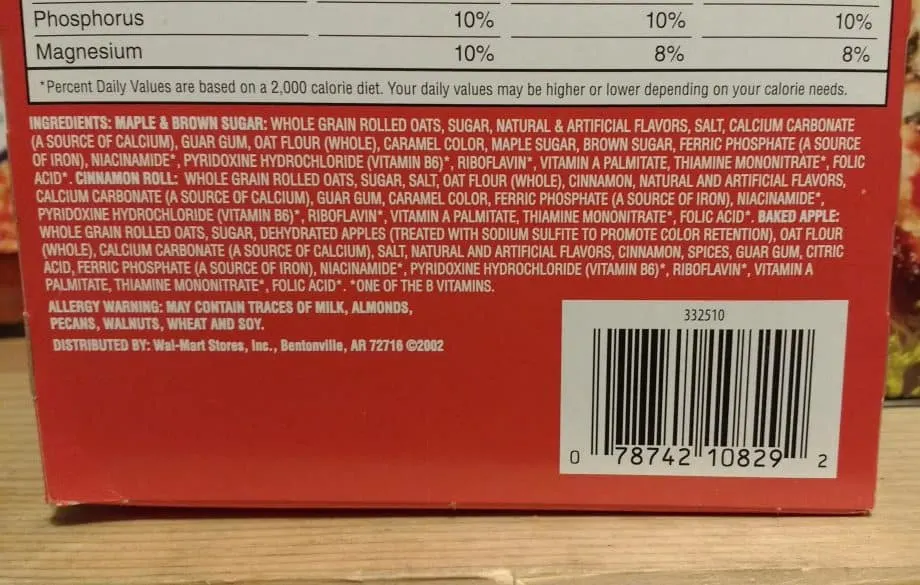 Phosphorus 10% 10% 10%
Magnesium 10% 8% 8%
*Percent Daily Values are based on a 2,000 calorie diet. Your daily values may be higher or lower depending on your calorie needs.
INGREDIENTS: MAPLE & BROWN SUGAR: WHOLE GRAIN ROLLED OATS, SUGAR, NATURAL & ARTIFICIAL FLAVORS, SALT, CALCIUM CARBONATE
(A SOURCE OF CALCIUM), GUAR GUM, OAT FLOUR (WHOLE), CARAMEL COLOR, MAPLE SUGAR, BROWN SUGAR, FERRIC PHOSPHATE (A SOURCE
OF IRON), NIACINAMIDE*, PYRIDOXINE HYDROCHLORIDE (VITAMIN B6)*, RIBOFLAVIN*, VITAMIN A PALMITATE, THIAMINE MONONITRATE*, FOLIC
ACID*. CINNAMON ROLL: WHOLE GRAIN ROLLED OATS, SUGAR, SALT, OAT FLOUR (WHOLE), CINNAMON, NATURAL AND ARTIFICIAL FLAVORS,
CALCIUM CARBONATE (A SOURCE OF CALCIUM), GUAR GUM, CARAMEL COLOR, FERRIC PHOSPHATE (A SOURCE OF IRON), NIACINAMIDE*,
PYRIDOXINE HYDROCHLORIDE (VITAMIN B6)*, RIBOFLAVIN*, VITAMIN A PALMITATE, THIAMINE MONONITRATE*, FOLIC ACID*. BAKED APPLE:
WHOLE GRAIN ROLLED OATS, SUGAR, DEHYDRATED APPLES (TREATED WITH SODIUM SULFITE TO PROMOTE COLOR RETENTION), OAT FLOUR
(WHOLE), CALCIUM CARBONATE (A SOURCE OF CALCIUM), SALT, NATURAL AND ARTIFICIAL FLAVORS, CINNAMON, SPICES, GUAR GUM, CITRIC
ACID, FERRIC PHOSPHATE (A SOURCE OF IRON), NIACINAMIDE*, PYRIDOXINE HYDROCHLORIDE (VITAMIN B6)*, RIBOFLAVIN*, VITAMIN A
PALMITATE, THIAMINE MONONITRATE*, FOLIC ACID*. *ONE OF THE B VITAMINS.
ALLERGY WARNING: MAY CONTAIN TRACES OF MILK, ALMONDS,
PECANS, WALNUTS, WHEAT AND SOY.
DISTRIBUTED BY: Wal-Mart Stores, Inc., Bentonville, AR 72716 ©2002
332510
0 78742 10829 2